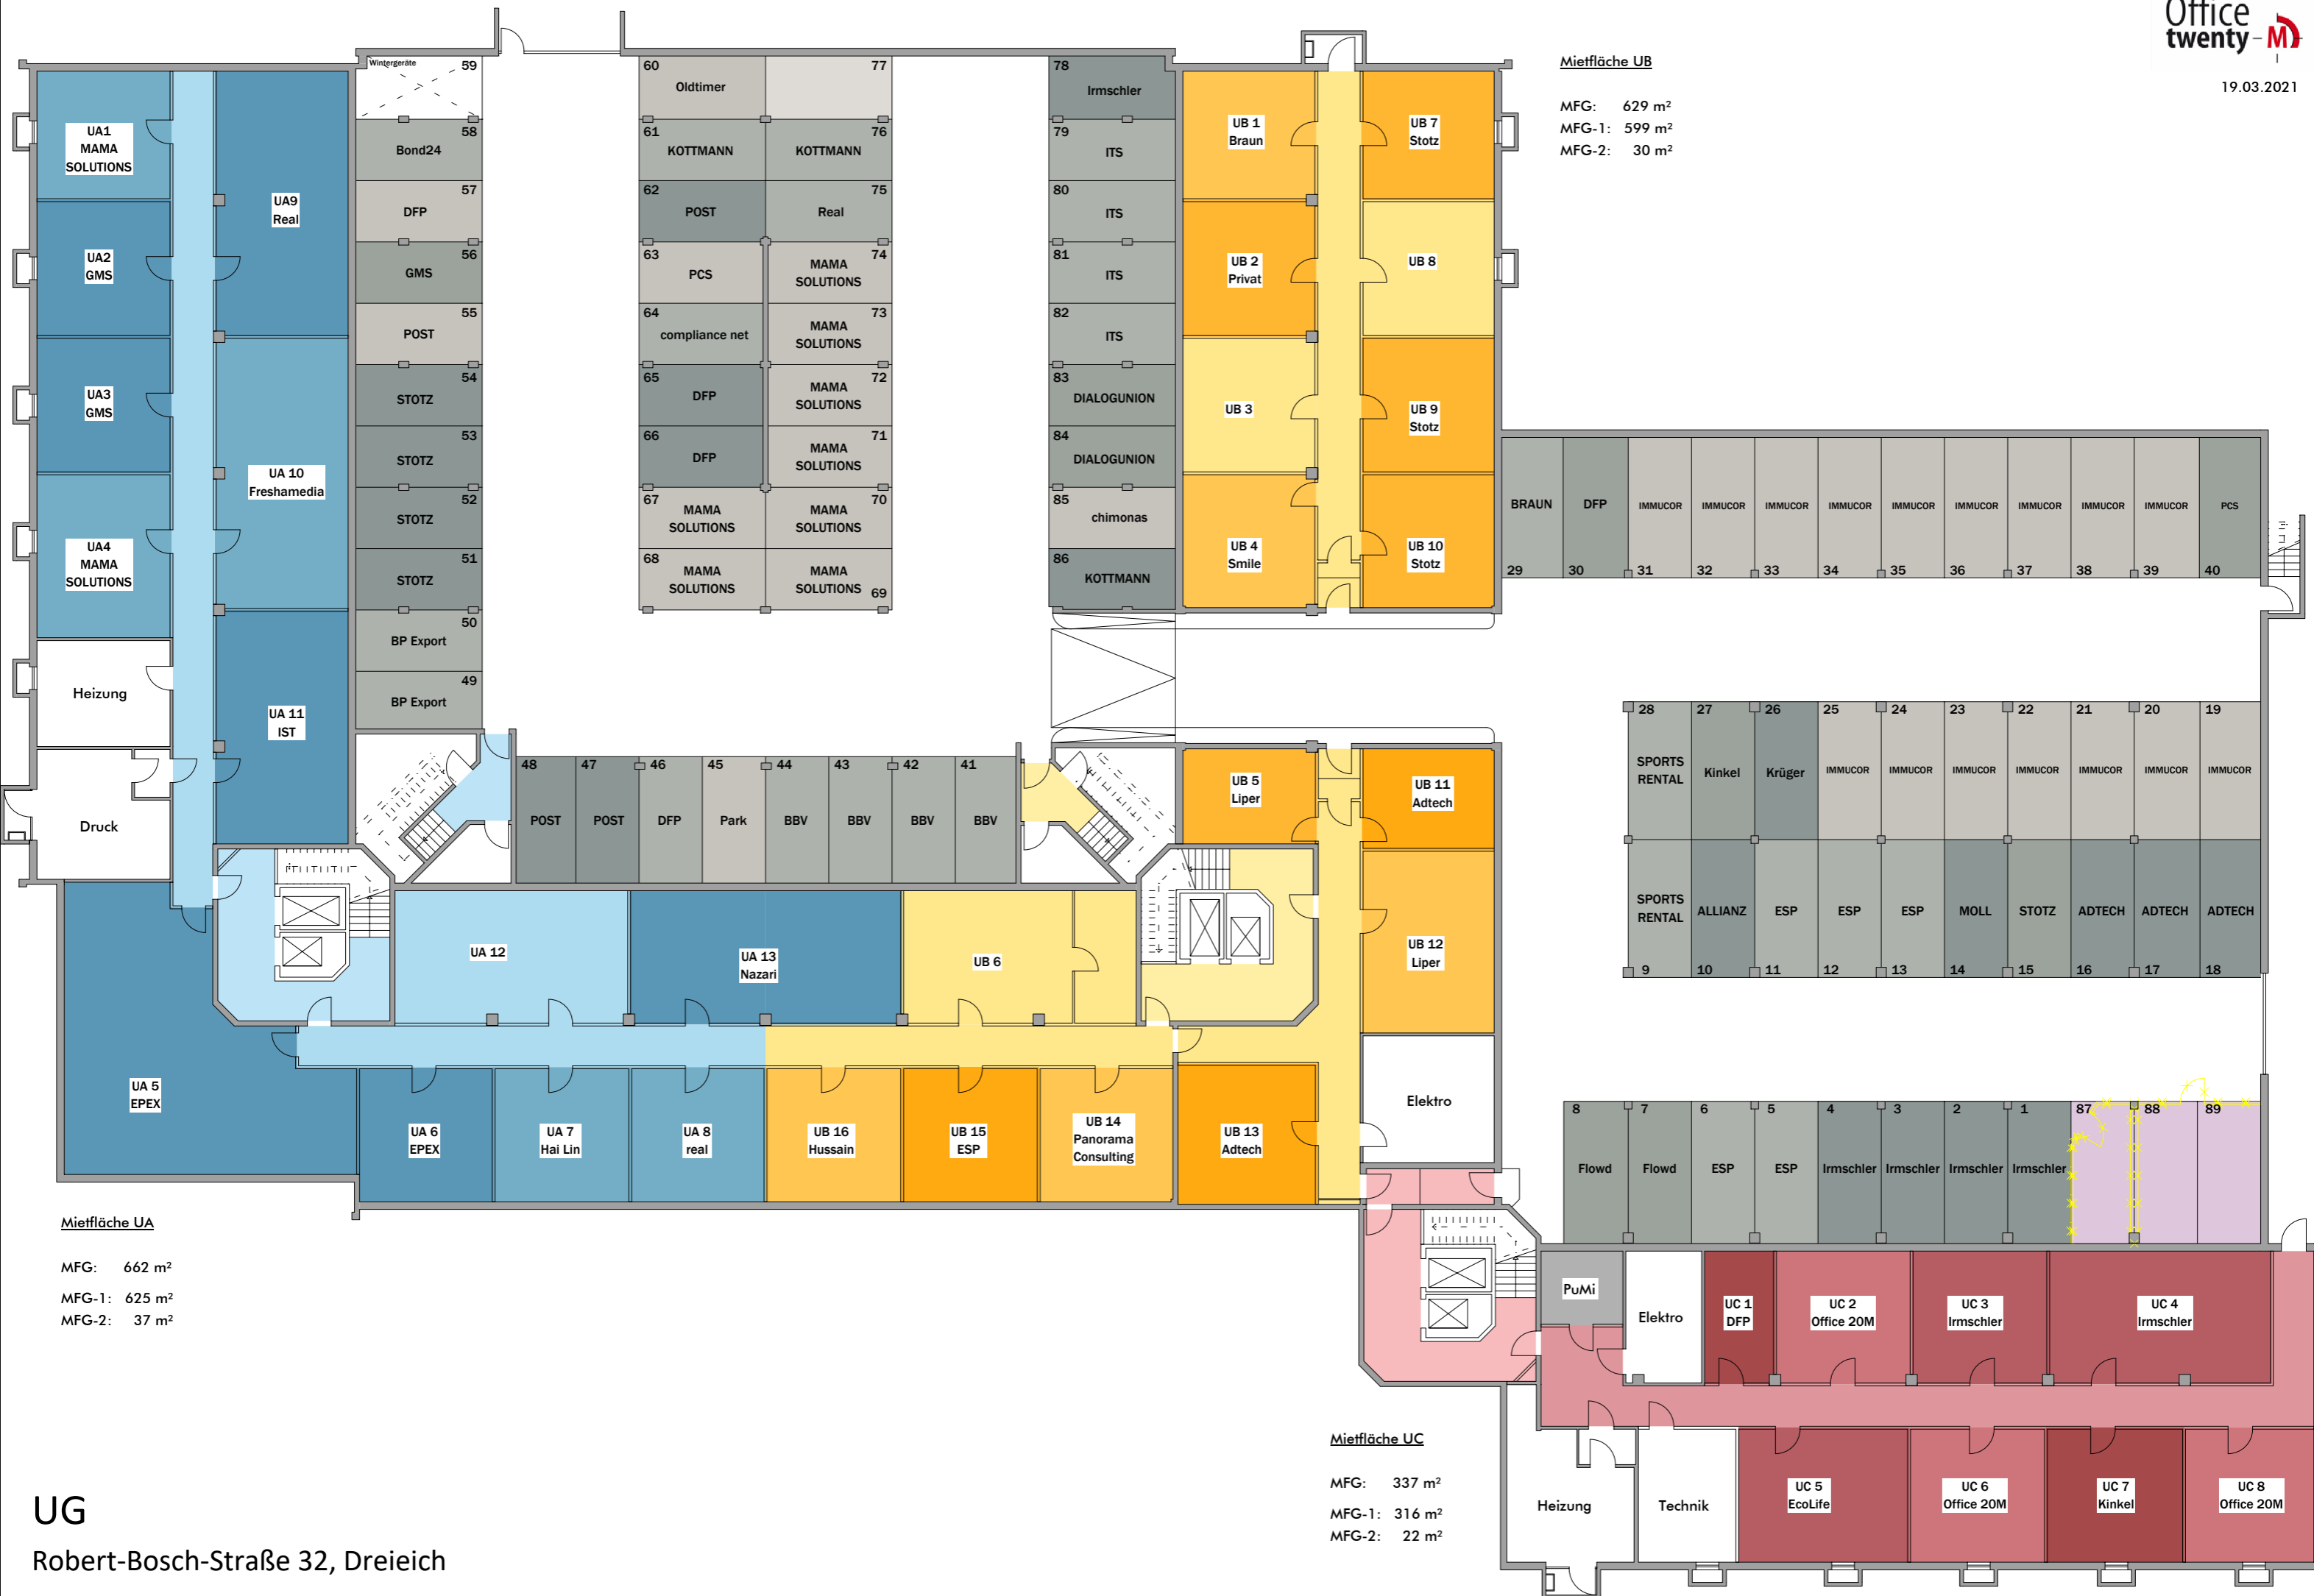 Office
twenty-M
19.03.2021
Mietfläche UB
MFG: 629 m²
MFG-1: 599 m²
MFG-2: 30 m²
UA1
MAMA
SOLUTIONS
UA2
GMS
UA3
GMS
UA4
MAMA
SOLUTIONS
Heizung
Druck
UA9
Real
UA 10
Freshamedia
UA 11
IST
Wintergeräte
59
58
Bond24
57
DFP
56
GMS
55
POST
54
STOTZ
53
STOTZ
52
STOTZ
51
STOTZ
50
BP Export
49
BP Export
60
Oldtimer
61
KOTTMANN
62
POST
63
PCS
64
compliance net
65
DFP
66
DFP
67
MAMA
SOLUTIONS
68
MAMA
SOLUTIONS
77
76
KOTTMANN
75
Real
74
MAMA
SOLUTIONS
73
MAMA
SOLUTIONS
72
MAMA
SOLUTIONS
71
MAMA
SOLUTIONS
70
MAMA
SOLUTIONS
MAMA
SOLUTIONS
69
78
Irmschler
79
ITS
80
ITS
81
ITS
82
ITS
83
DIALOGUNION
84
DIALOGUNION
85
chimonas
86
KOTTMANN
UB 1
Braun
UB 2
Privat
UB 3
UB 4
Smile
UB 7
Stotz
UB 8
UB 9
Stotz
UB 10
Stotz
BRAUN
29
DFP
30
IMMUCOR
31
IMMUCOR
32
IMMUCOR
33
IMMUCOR
34
IMMUCOR
35
IMMUCOR
36
IMMUCOR
37
IMMUCOR
38
IMMUCOR
39
PCS
40
28
SPORTS
RENTAL
27
Kinkel
26
Krüger
25
IMMUCOR
24
IMMUCOR
23
IMMUCOR
22
IMMUCOR
21
IMMUCOR
20
IMMUCOR
19
IMMUCOR
SPORTS
RENTAL
9
ALLIANZ
10
ESP
11
ESP
12
ESP
13
MOLL
14
STOTZ
15
ADTECH
16
ADTECH
17
ADTECH
18
48
POST
47
POST
46
DFP
45
Park
44
BBV
43
BBV
42
BBV
41
BBV
UB 5
Liper
UB 11
Adtech
UB 12
Liper
Elektro
UA 12
UA 13
Nazari
UB 6
UA 5
EPEX
UA 6
EPEX
UA 7
Hai Lin
UA 8
real
UB 16
Hussain
UB 15
ESP
UB 14
Panorama
Consulting
UB 13
Adtech
8
Flowd
7
Flowd
6
ESP
5
ESP
4
Irmschler
3
Irmschler
2
Irmschler
1
Irmschler
87
88
89
Mietfläche UA
MFG: 662 m²
MFG-1: 625 m²
MFG-2: 37 m²
PuMi
Elektro
UC 1
DFP
UC 2
Office 20M
UC 3
Irmschler
UC 4
Irmschler
Heizung
Technik
UC 5
EcoLife
UC 6
Office 20M
UC 7
Kinkel
UC 8
Office 20M
Mietfläche UC
MFG: 337 m²
MFG-1: 316 m²
MFG-2: 22 m²
UG
Robert-Bosch-Straße 32, Dreieich